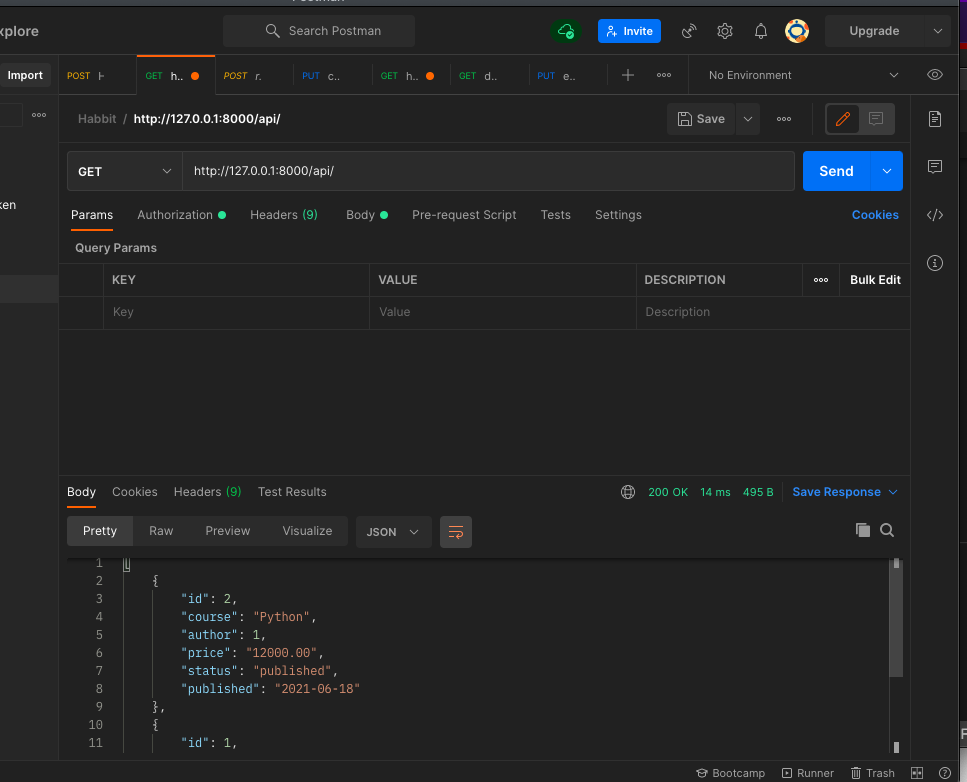 Postman
xplore
Search Postman
Invite
Upgrade
Import
POST H
GET h..
POST r.
PUT c..
GET h..
GET d..
PUT e..
No Environment
Habbit / http://127.0.0.1:8000/api/
Save
GET
http://127.0.0.1:8000/api/
Send
ken
Params
Authorization
Headers (9)
Body
Pre-request Script
Tests
Settings
Cookies
Query Params
KEY
VALUE
DESCRIPTION
Bulk Edit
Key
Value
Description
Body
Cookies
Headers (9)
Test Results
200 OK
14 ms
495 B
Save Response
Pretty
Raw
Preview
Visualize
JSON
1 [
2 {
3 "id": 2,
4 "course": "Python",
5 "author": 1,
6 "price": "12000.00",
7 "status": "published",
8 "published": "2021-06-18"
9 },
10 {
11 "id": 1,
Bootcamp
Runner
Trash